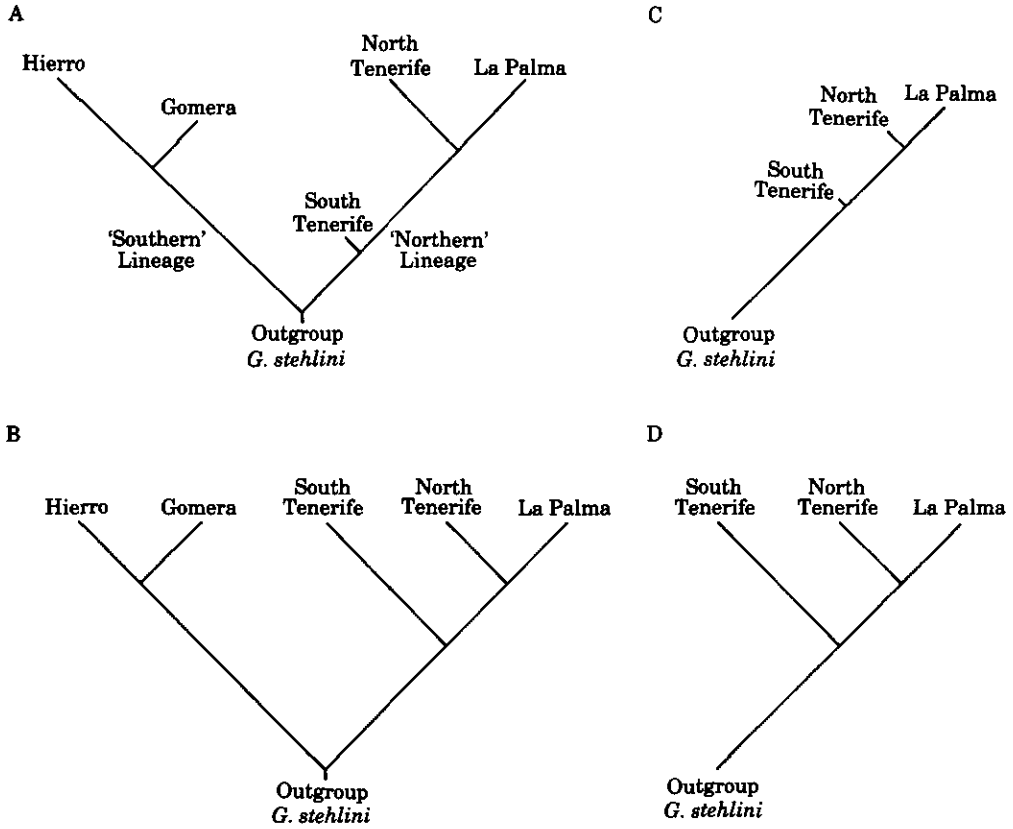 A
Hierro
Gomera
North
Tenerife
La Palma
South
Tenerife
'Southern'
Lineage
'Northern'
Lineage
Outgroup
G. stehlini
C
North
Tenerife
La Palma
South
Tenerife
Outgroup
G. stehlini
B
Hierro
Gomera
South
Tenerife
North
Tenerife
La Palma
Outgroup
G. stehlini
D
South
Tenerife
North
Tenerife
La Palma
Outgroup
G. stehlini